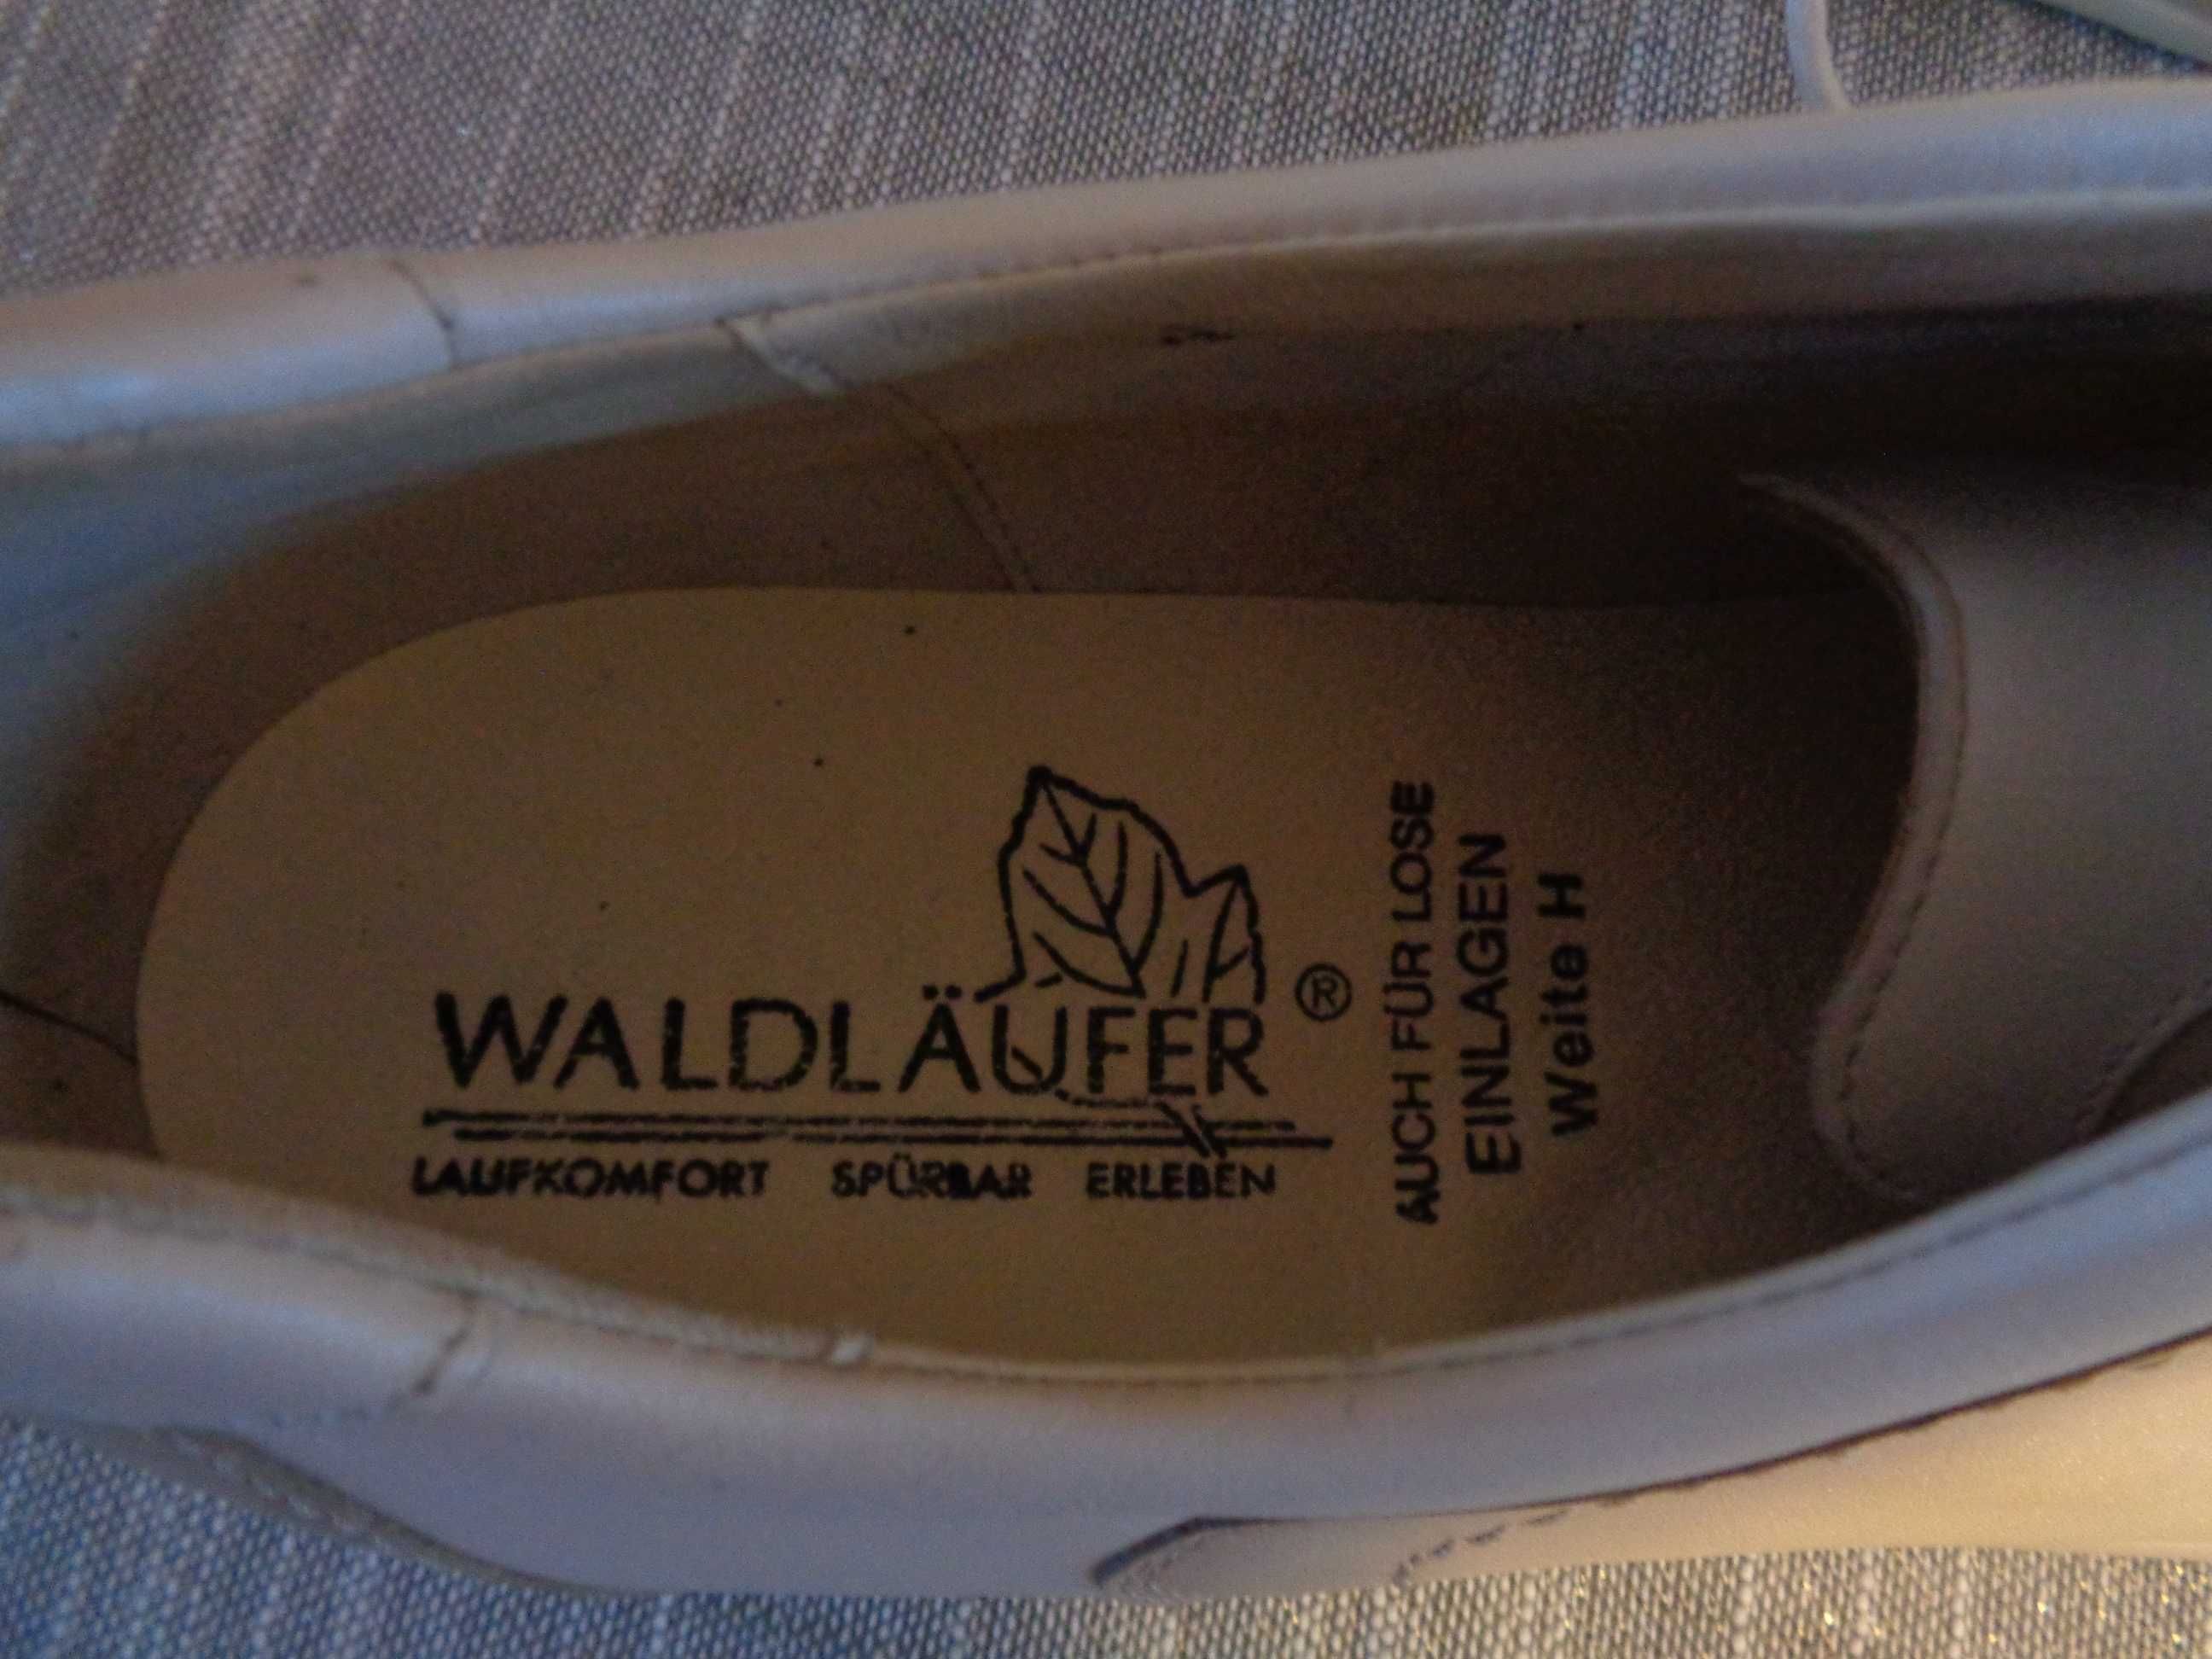 WALDLÄUFER ®
LAUFKOMFORT SPÜRBAR ERLEBEN
AUCH FÜR LOSE
EINLAGEN
Weite H